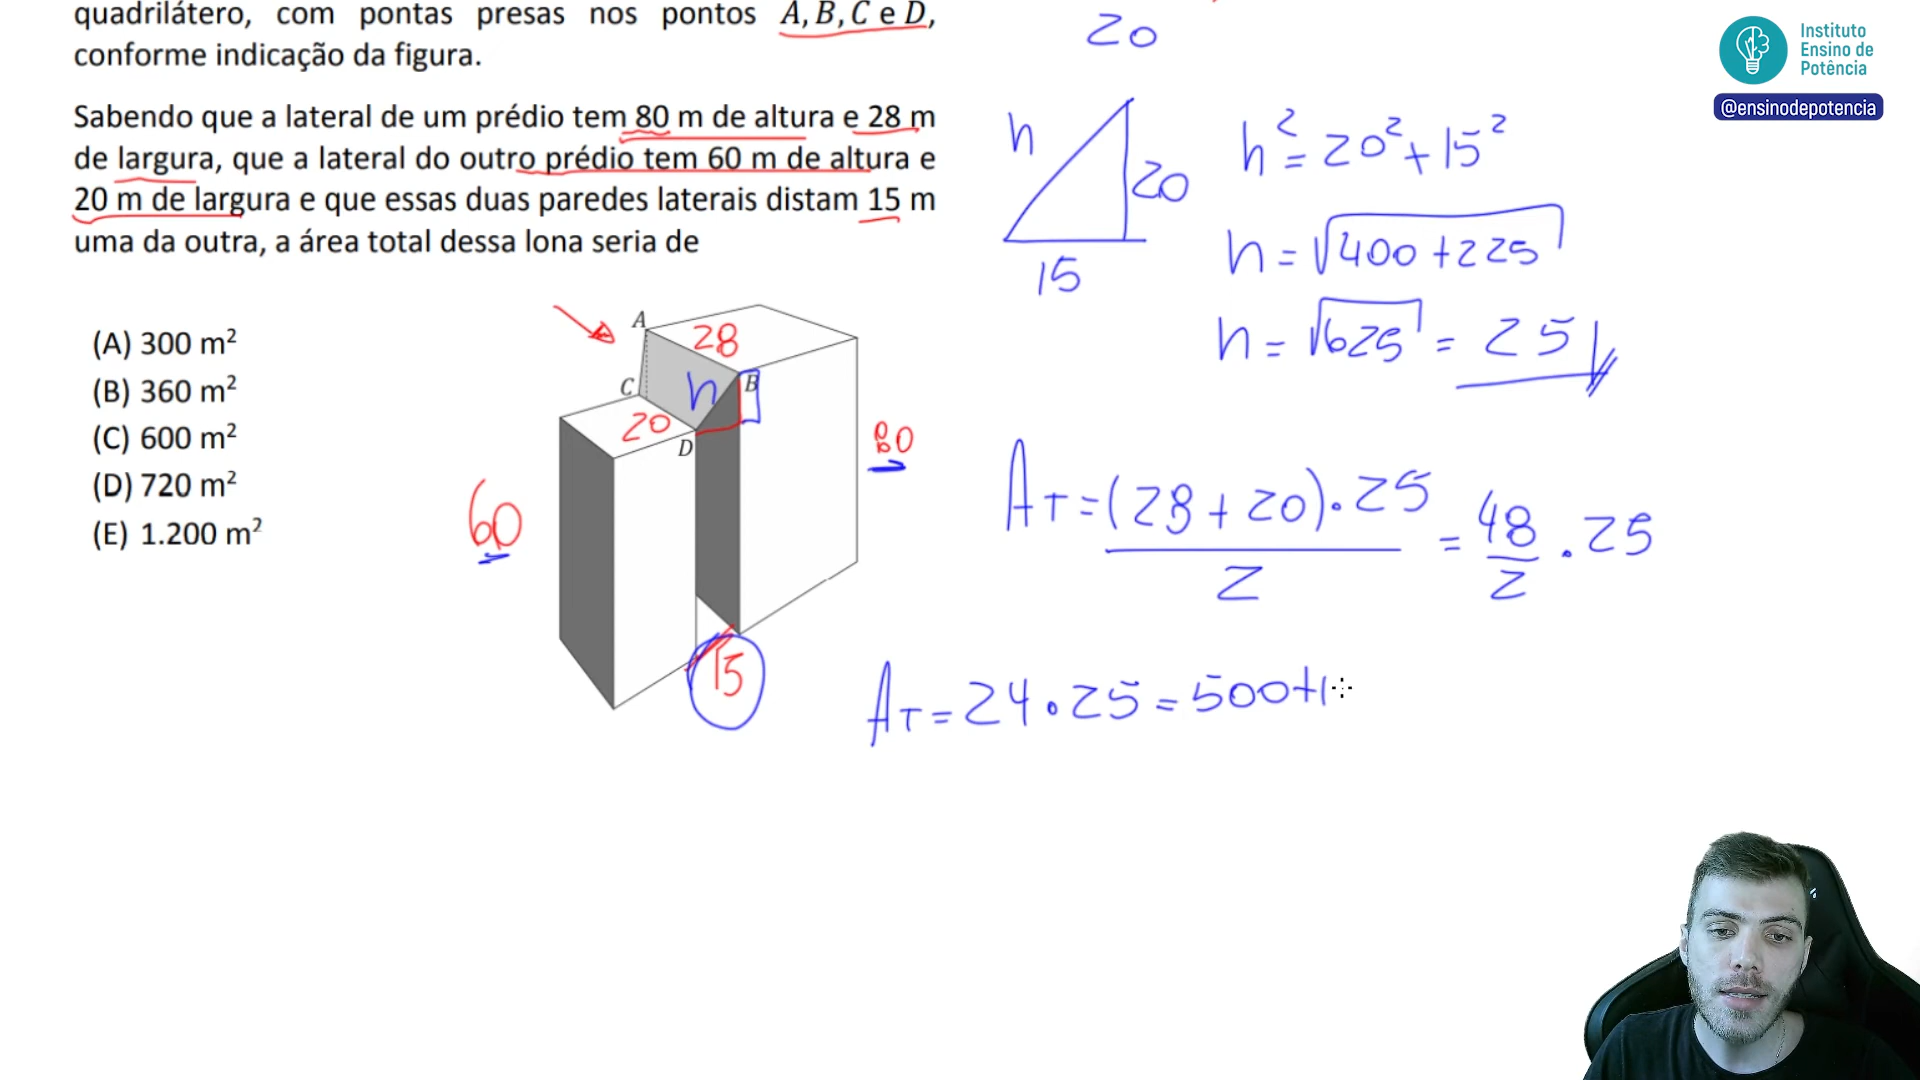 quadrilátero, com pontas presas nos pontos A, B, C e D,
conforme indicação da figura.
Sabendo que a lateral de um prédio tem 80 m de altura e 28 m
de largura, que a lateral do outro prédio tem 60 m de altura e
20 m de largura e que essas duas paredes laterais distam 15 m
uma da outra, a área total dessa lona seria de
(A) 300 m²
(B) 360 m²
(C) 600 m²
(D) 720 m²
(E) 1.200 m²
A
28
C
h
B
20
D
80
60
15
20
h
20
15
h² = 20² + 15²
h = √400 + 225
h = √625 = 25
AT = (28 + 20) . 25 / 2 = 48 / 2 . 25
AT = 24 . 25 = 500 + 1
Instituto
Ensino de
Potência
@ensinodepotencia